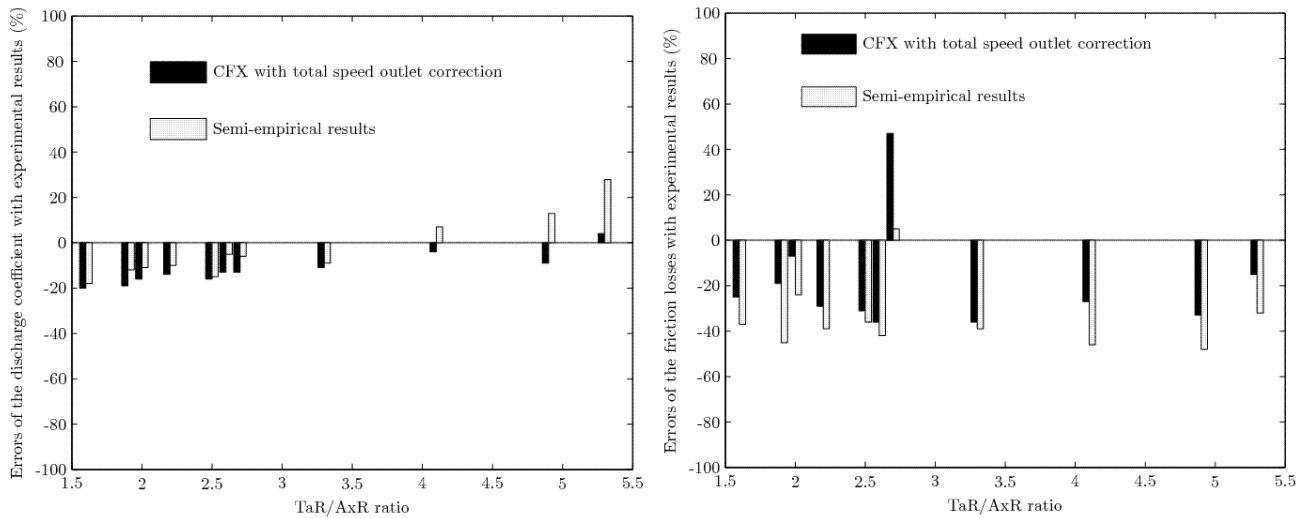 Errors of the discharge coefficient with experimental results (%)
100
80
60
40
20
0
-20
-40
-60
-80
-100
CFX with total speed outlet correction
Semi-empirical results
1.5 2 2.5 3 3.5 4 4.5 5 5.5
TaR/AxR ratio
Errors of the friction losses with experimental results (%)
100
80
60
40
20
0
-20
-40
-60
-80
-100
CFX with total speed outlet correction
Semi-empirical results
1.5 2 2.5 3 3.5 4 4.5 5 5.5
TaR/AxR ratio